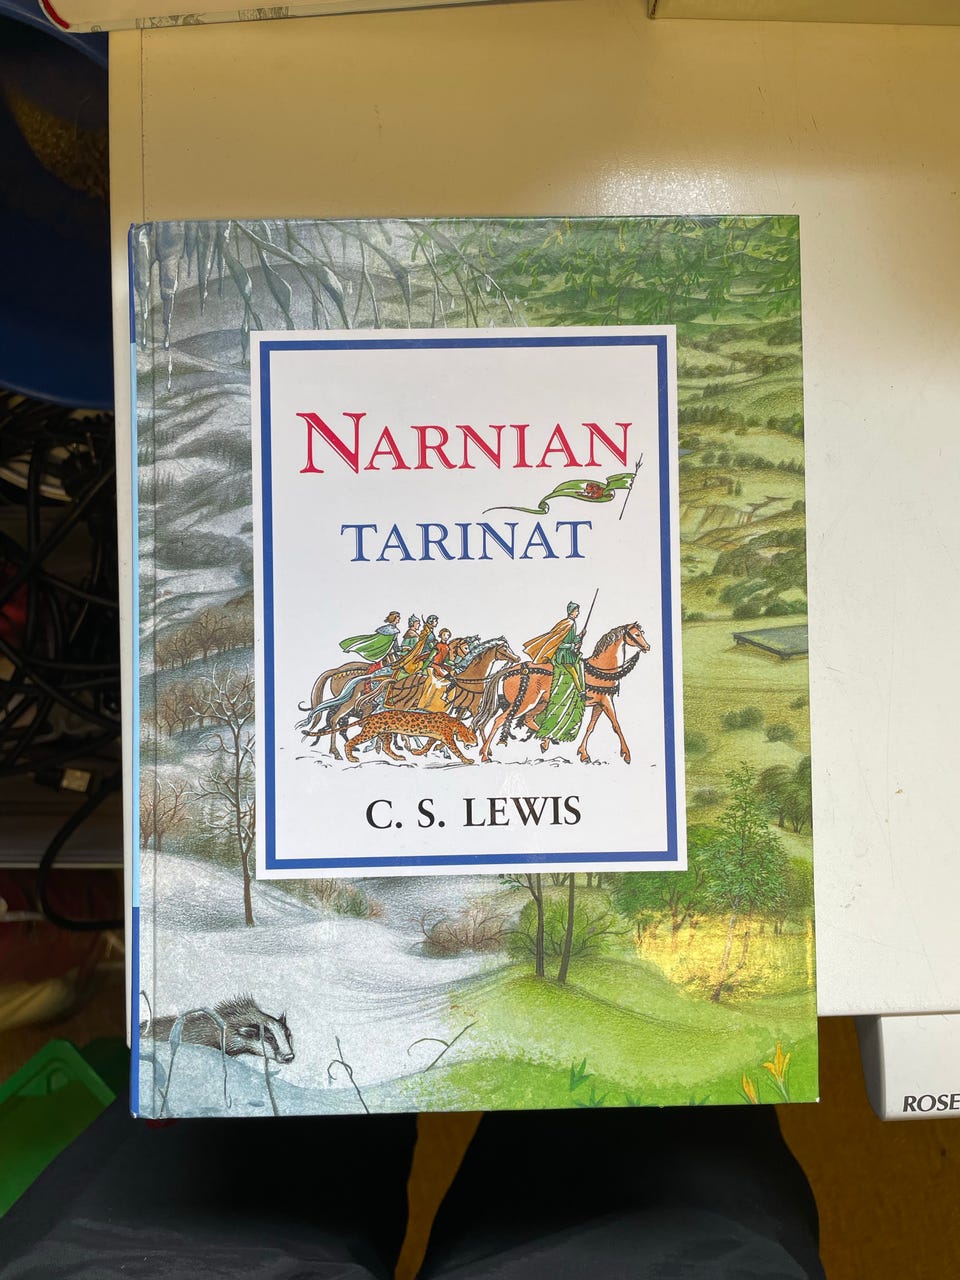 NARNIAN
TARINAT
C. S. LEWIS
ROSE